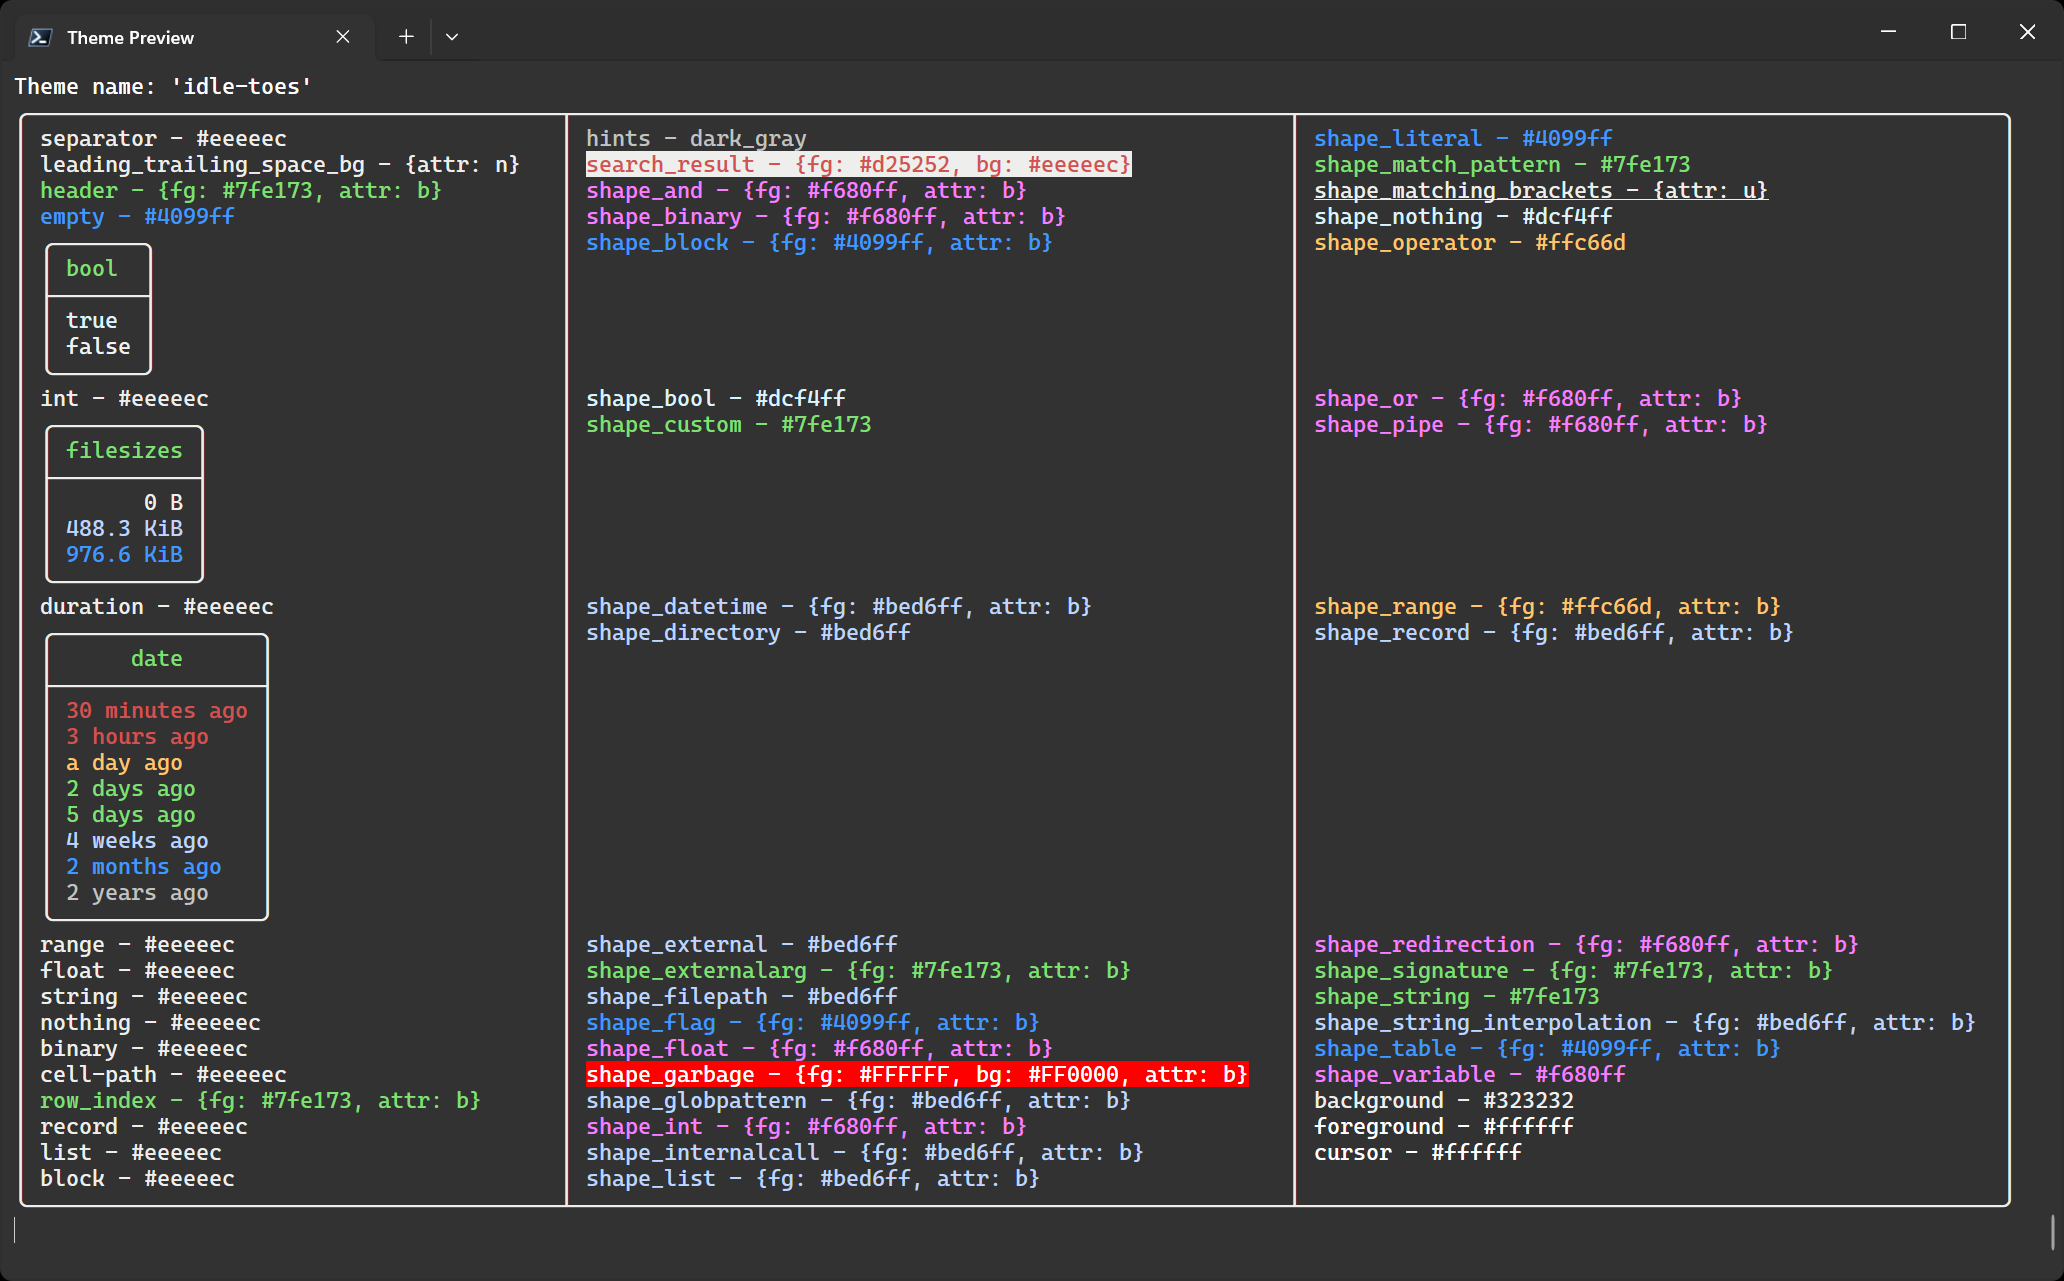 Theme Preview
Theme name: 'idle-toes'
separator - #eeeeec
leading_trailing_space_bg - {attr: n}
header - {fg: #7fe173, attr: b}
empty - #4099ff
bool
true
false
int - #eeeeec
filesizes
0 B
488.3 KiB
976.6 KiB
duration - #eeeeec
date
30 minutes ago
3 hours ago
a day ago
2 days ago
5 days ago
4 weeks ago
2 months ago
2 years ago
range - #eeeeec
float - #eeeeec
string - #eeeeec
nothing - #eeeeec
binary - #eeeeec
cell-path - #eeeeec
row_index - {fg: #7fe173, attr: b}
record - #eeeeec
list - #eeeeec
block - #eeeeec
hints - dark_gray
search_result - {fg: #d25252, bg: #eeeeec}
shape_and - {fg: #f680ff, attr: b}
shape_binary - {fg: #f680ff, attr: b}
shape_block - {fg: #4099ff, attr: b}
shape_bool - #dcf4ff
shape_custom - #7fe173
shape_datetime - {fg: #bed6ff, attr: b}
shape_directory - #bed6ff
shape_external - #bed6ff
shape_externalarg - {fg: #7fe173, attr: b}
shape_filepath - #bed6ff
shape_flag - {fg: #4099ff, attr: b}
shape_float - {fg: #f680ff, attr: b}
shape_garbage - {fg: #FFFFFF, bg: #FF0000, attr: b}
shape_globpattern - {fg: #bed6ff, attr: b}
shape_int - {fg: #f680ff, attr: b}
shape_internalcall - {fg: #bed6ff, attr: b}
shape_list - {fg: #bed6ff, attr: b}
shape_literal - #4099ff
shape_match_pattern - #7fe173
shape_matching_brackets - {attr: u}
shape_nothing - #dcf4ff
shape_operator - #ffc66d
shape_or - {fg: #f680ff, attr: b}
shape_pipe - {fg: #f680ff, attr: b}
shape_range - {fg: #ffc66d, attr: b}
shape_record - {fg: #bed6ff, attr: b}
shape_redirection - {fg: #f680ff, attr: b}
shape_signature - {fg: #7fe173, attr: b}
shape_string - #7fe173
shape_string_interpolation - {fg: #bed6ff, attr: b}
shape_table - {fg: #4099ff, attr: b}
shape_variable - #f680ff
background - #323232
foreground - #ffffff
cursor - #ffffff